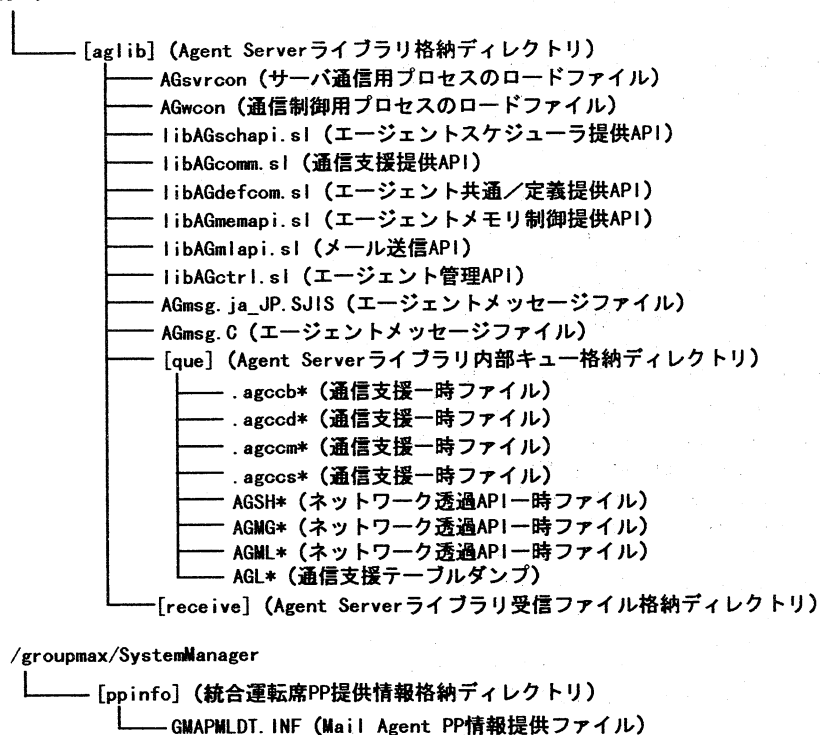 [aglib] (Agent Serverライブラリ格納ディレクトリ)
AGsvrcon (サーバ通信用プロセスのロードファイル)
AGwcon (通信制御用プロセスのロードファイル)
libAGschapi.sl (エージェントスケジューラ提供API)
libAGcomm.sl (通信支援提供API)
libAGdefcom.sl (エージェント共通／定義提供API)
libAGmemapi.sl (エージェントメモリ制御提供API)
libAGmlapi.sl (メール送信API)
libAGctrl.sl (エージェント管理API)
AGmsg.ja_JP.SJIS (エージェントメッセージファイル)
AGmsg.C (エージェントメッセージファイル)
[que] (Agent Serverライブラリ内部キュー格納ディレクトリ)
.agccb* (通信支援一時ファイル)
.agccd* (通信支援一時ファイル)
.agccm* (通信支援一時ファイル)
.agccs* (通信支援一時ファイル)
AGSH* (ネットワーク透過API一時ファイル)
AGMG* (ネットワーク透過API一時ファイル)
AGML* (ネットワーク透過API一時ファイル)
AGL* (通信支援テーブルダンプ)
[receive] (Agent Serverライブラリ受信ファイル格納ディレクトリ)
/groupmax/SystemManager
[ppinfo] (統合運転席PP提供情報格納ディレクトリ)
GMAPMLDT.INF (Mail Agent PP情報提供ファイル)